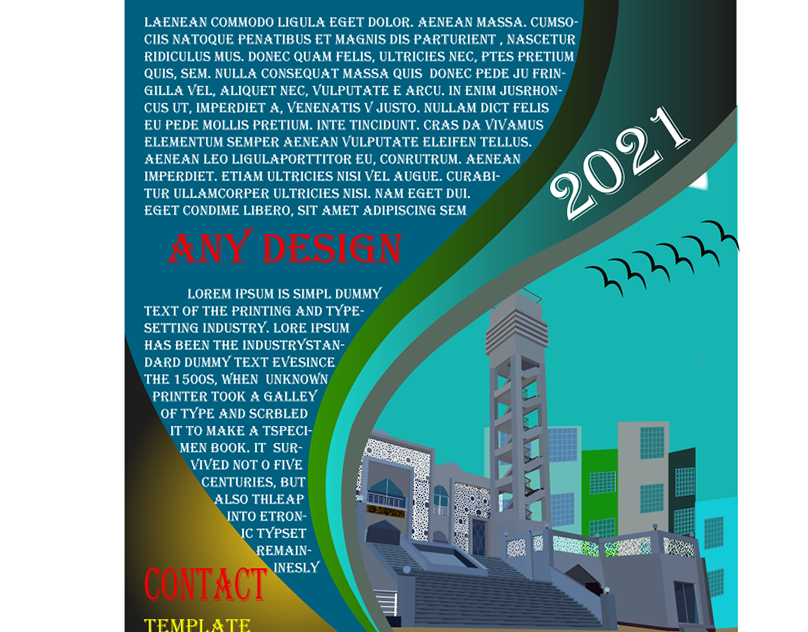 LAENEAN COMMODO LIGULA EGET DOLOR. AENEAN MASSA. CUMSO-
CIIS NATOQUE PENATIBUS ET MAGNIS DIS PARTURIENT , NASCETUR
RIDICULUS MUS. DONEC QUAM FELIS, ULTRICIES NEC, PTES PRETIUM
QUIS, SEM. NULLA CONSEQUAT MASSA QUIS DONEC PEDE JU FRIN-
GILLA VEL, ALIQUET NEC, VULPUTATE E ARCU. IN ENIM JUSRHON-
CUS UT, IMPERDIET A, VENENATIS V JUSTO. NULLAM DICT FELIS
EU PEDE MOLLIS PRETIUM. INTE TINCIDUNT. CRAS DA VIVAMUS
ELEMENTUM SEMPER AENEAN VULPUTATE ELEIFEN TELLUS.
AENEAN LEO LIGULAPORTTITOR EU, CONRUTRUM. AENEAN
IMPERDIET. ETIAM ULTRICIES NISI VEL AUGUE. CURABI-
TUR ULLAMCORPER ULTRICIES NISI. NAM EGET DUI.
EGET CONDIME LIBERO, SIT AMET ADIPISCING SEM
2021
ANY DESIGN
LOREM IPSUM IS SIMPL DUMMY
TEXT OF THE PRINTING AND TYPE-
SETTING INDUSTRY. LORE IPSUM
HAS BEEN THE INDUSTRYSTAN-
DARD DUMMY TEXT EVESINCE
THE 1500S, WHEN UNKNOWN
PRINTER TOOK A GALLEY
OF TYPE AND SCRBLED
IT TO MAKE A TSPECI-
MEN BOOK. IT SUR-
VIVED NOT O FIVE
CENTURIES, BUT
ALSO THLEAP
INTO ETRON-
IC TYPSET
REMAIN-
INESLY
CONTACT
TEMPLATE